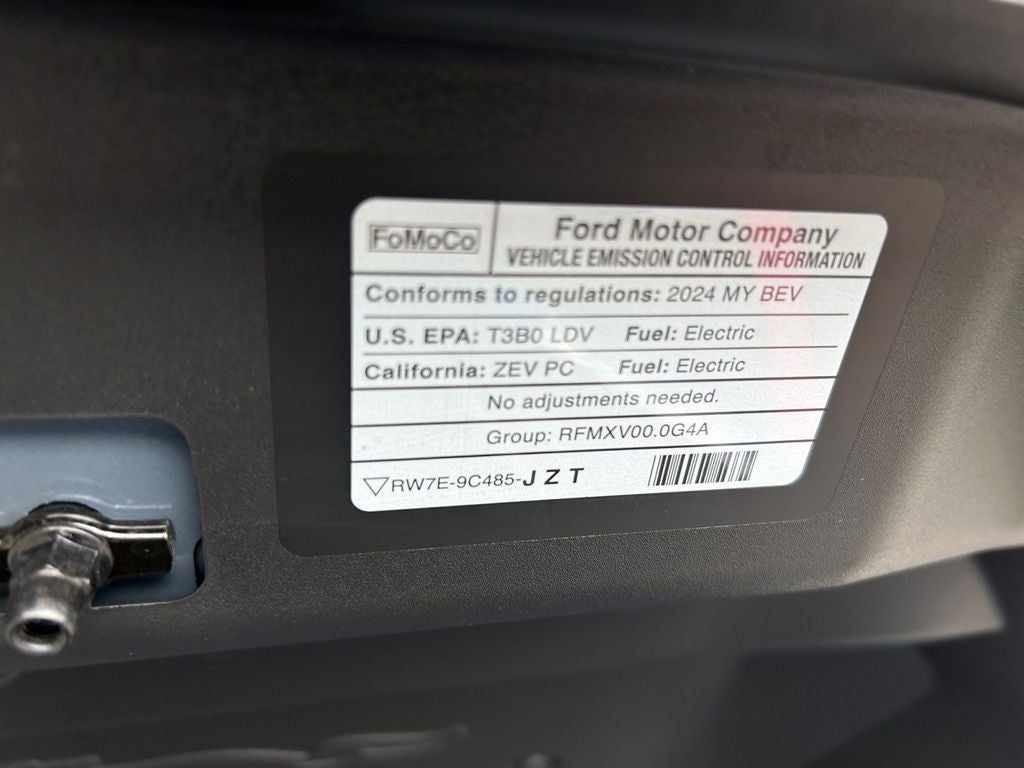 FoMoCo
Ford Motor Company
VEHICLE EMISSION CONTROL INFORMATION
Conforms to regulations: 2024 MY BEV
U.S. EPA: T3B0 LDV Fuel: Electric
California: ZEV PC Fuel: Electric
No adjustments needed.
Group: RFMXV00.0G4A
RW7E-9C485-JZT